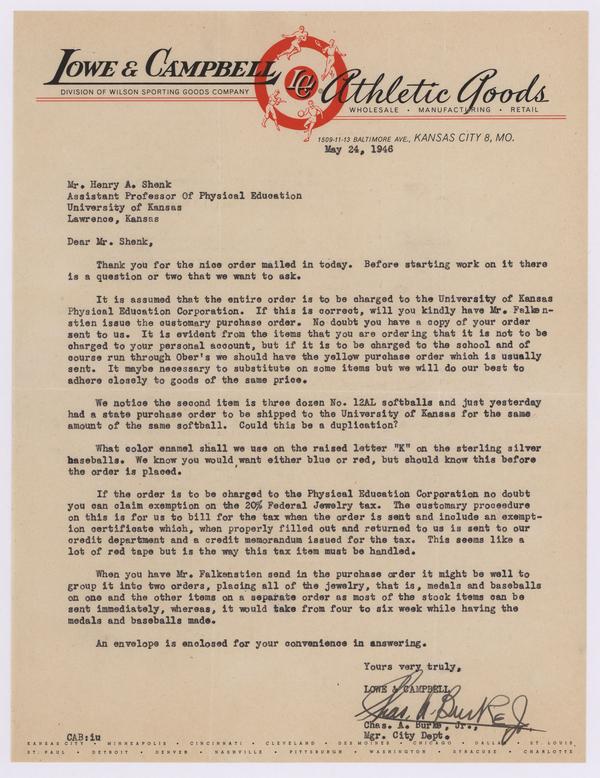 LOWE & CAMPBELL LC Athletic Goods
DIVISION OF WILSON SPORTING GOODS COMPANY
WHOLESALE • MANUFACTURING • RETAIL
1509-11-13 BALTIMORE AVE., KANSAS CITY 8, MO.
May 24, 1946
Mr. Henry A. Shenk
Assistant Professor Of Physical Education
University of Kansas
Lawrence, Kansas
Dear Mr. Shenk,
Thank you for the nice order mailed in today. Before starting work on it there
is a question or two that we want to ask.
It is assumed that the entire order is to be charged to the University of Kansas
Physical Education Corporation. If this is correct, will you kindly have Mr. Falken-
stien issue the customary purchase order. No doubt you have a copy of your order
sent to us. It is evident from the items that you are ordering that it is not to be
charged to your personal account, but if it is to be charged to the school and of
course run through Ober's we should have the yellow purchase order which is usually
sent. It maybe necessary to substitute on some items but we will do our best to
adhere closely to goods of the same price.
We notice the second item is three dozen No. 12AL softballs and just yesterday
had a state purchase order to be shipped to the University of Kansas for the same
amount of the same softball. Could this be a duplication?
What color enamel shall we use on the raised letter "K" on the sterling silver
baseballs. We know you would want either blue or red, but should know this before
the order is placed.
If the order is to be charged to the Physical Education Corporation no doubt
you can claim exemption on the 20% Federal Jewelry tax. The customary proceedure
on this is for us to bill for the tax when the order is sent and include an exempt-
ion certificate which, when properly filled out and returned to us is sent to our
credit department and a credit memorandum issued for the tax. This seems like a
lot of red tape but is the way this tax item must be handled.
When you have Mr. Falkenstien send in the purchase order it might be well to
group it into two orders, placing all of the jewelry, that is, medals and baseballs
on one and the other items on a separate order as most of the stock items can be
sent immediately, whereas, it would take from four to six week while having the
medals and baseballs made.
An envelope is enclosed for your convenience in answering.
Yours very truly,
LOWE & CAMPBELL
Chas. A. Burke Jr.
Chas. A. Burke, Jr.,
Mgr. City Dept.
CAB:iu
KANSAS CITY • MINNEAPOLIS • CINCINNATI • CLEVELAND • DES MOINES • CHICAGO • DALLAS • ST. LOUIS
ST. PAUL • DETROIT • DENVER • NASHVILLE • PITTSBURGH • WASHINGTON • SYRACUSE • CHARLOTTE